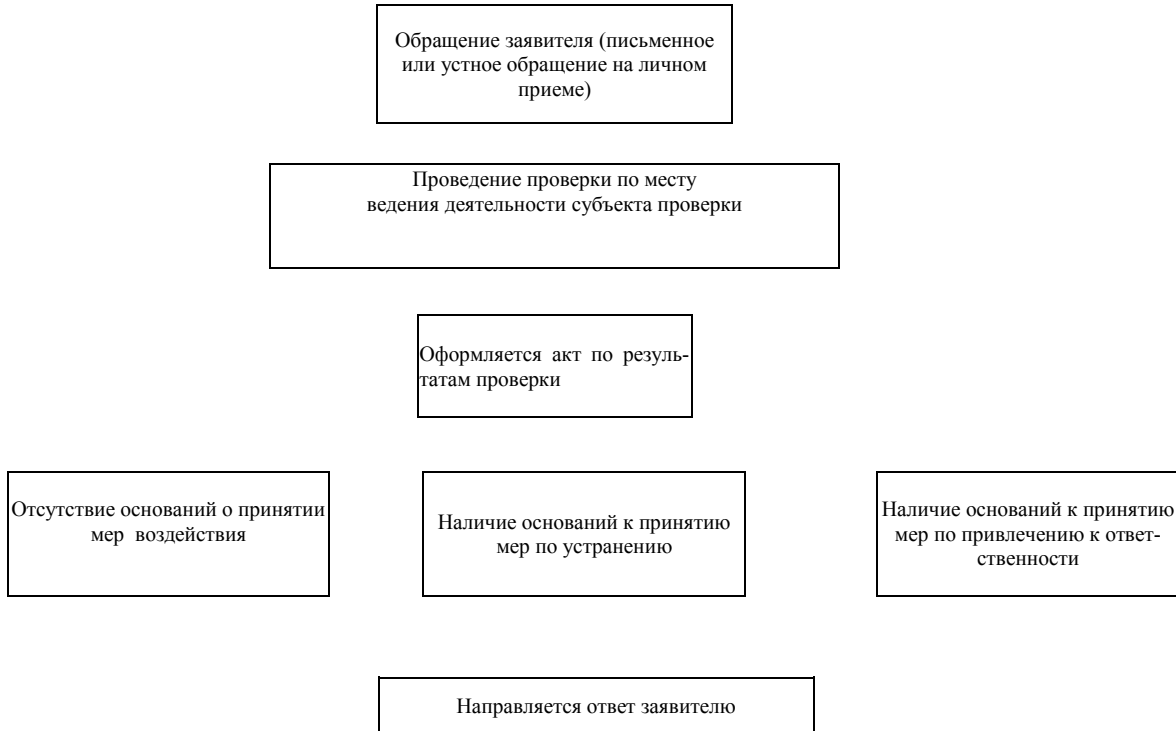 Обращение заявителя (письменное
или устное обращение на личном
приеме)
Проведение проверки по месту
ведения деятельности субъекта проверки
Оформляется акт по резуль-
татам проверки
Отсутствие оснований о принятии
мер воздействия
Наличие оснований к принятию
мер по устранению
Наличие оснований к принятию
мер по привлечению к ответ-
ственности
Направляется ответ заявителю